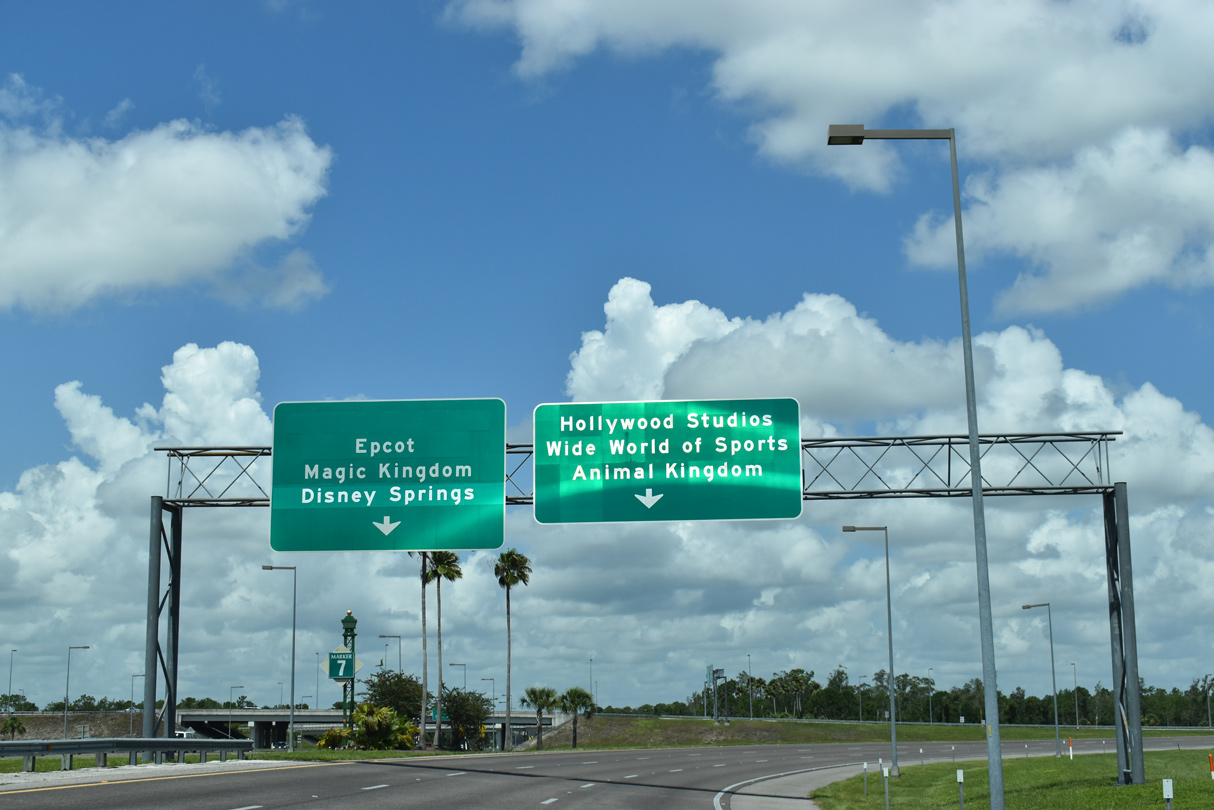 Epcot
Magic Kingdom
Disney Springs
Hollywood Studios
Wide World of Sports
Animal Kingdom
MARKER
7